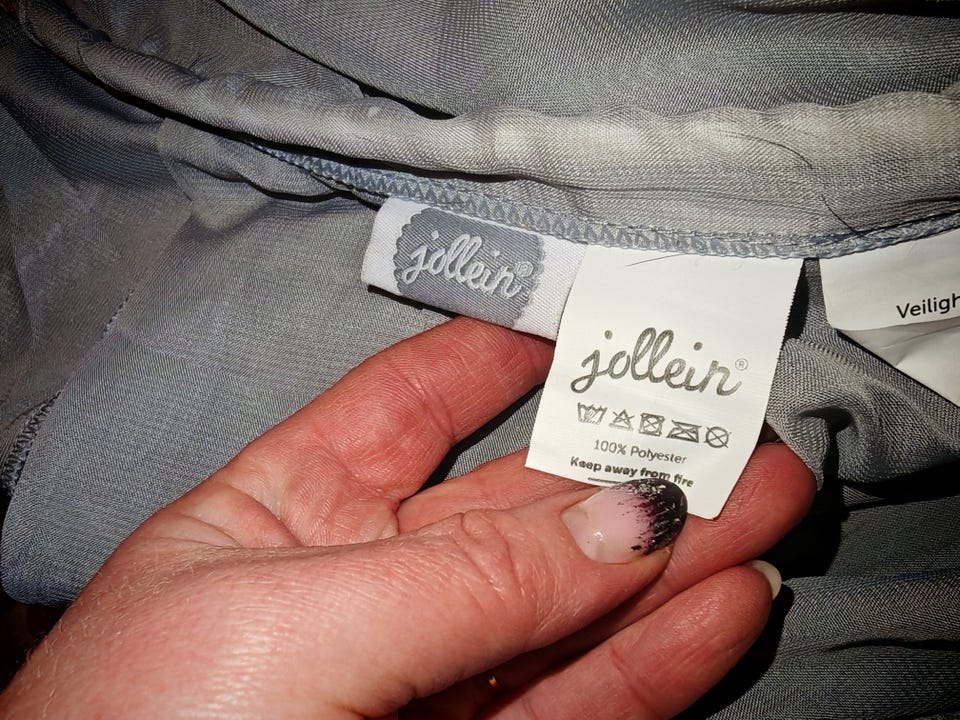 jollein®
jollein®
100% Polyester
Keep away from fire
Veiligh